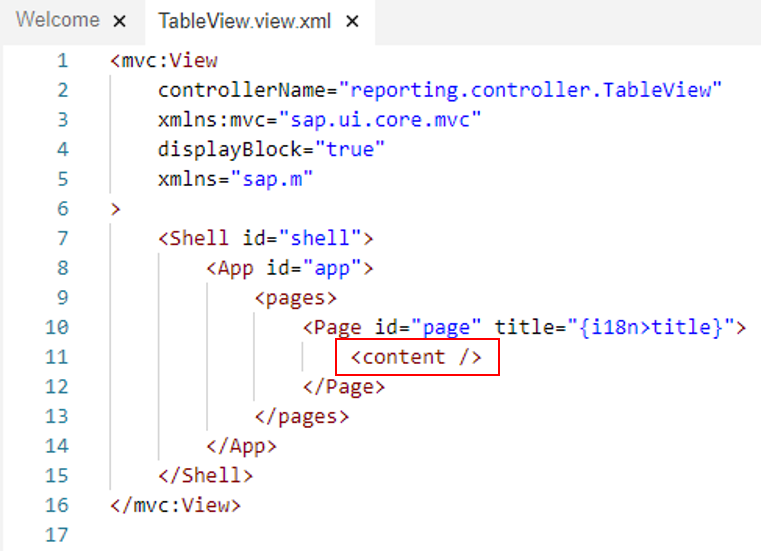 Welcome × TableView.view.xml ×
1 <mvc:View
2 controllerName="reporting.controller.TableView"
3 xmlns:mvc="sap.ui.core.mvc"
4 displayBlock="true"
5 xmlns="sap.m"
6 >
7 <Shell id="shell">
8 <App id="app">
9 <pages>
10 <Page id="page" title="{i18n>title}">
11 <content />
12 </Page>
13 </pages>
14 </App>
15 </Shell>
16 </mvc:View>
17